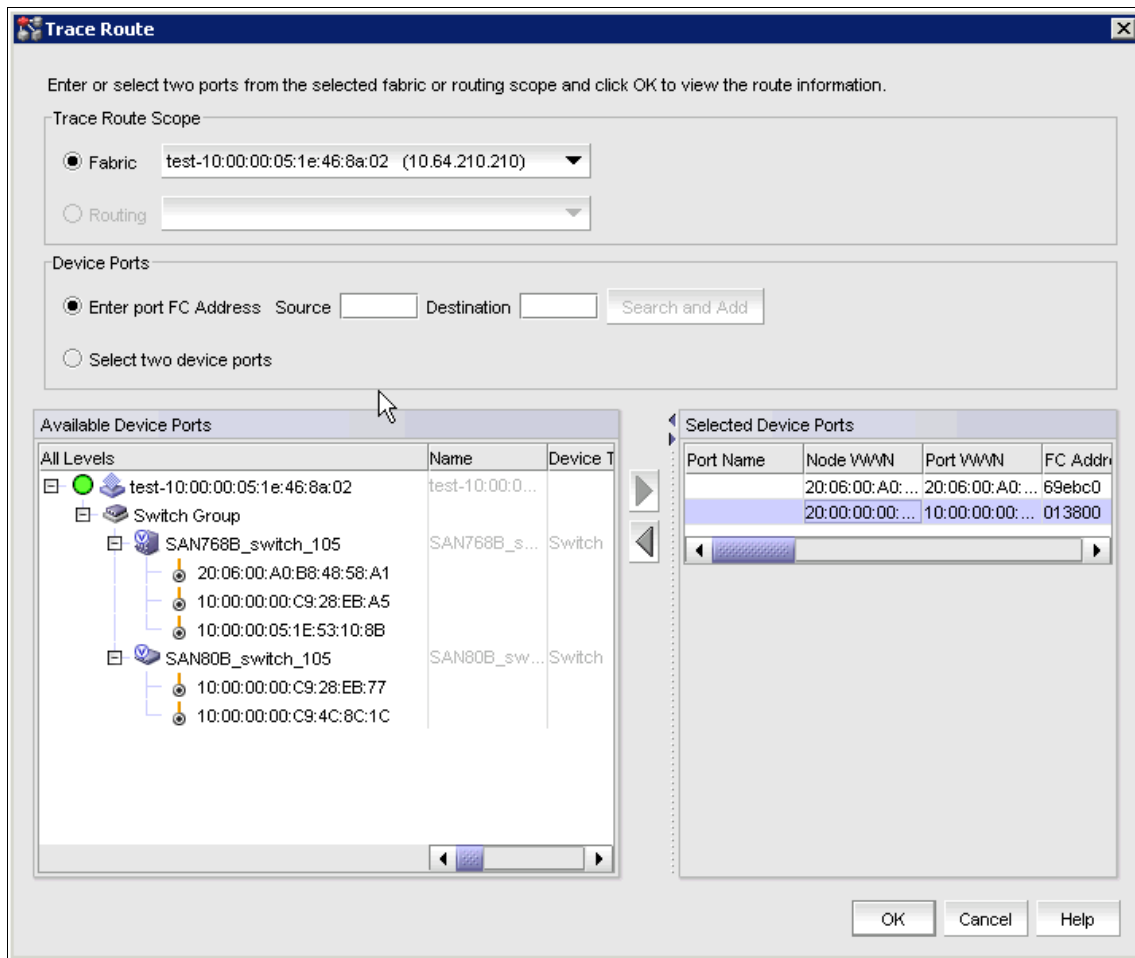 Trace Route
Enter or select two ports from the selected fabric or routing scope and click OK to view the route information.
Trace Route Scope
Fabric test-10:00:00:05:1e:46:8a:02 (10.64.210.210)
Routing
Device Ports
Enter port FC Address Source Destination Search and Add
Select two device ports
Available Device Ports
All Levels Name Device T
test-10:00:00:05:1e:46:8a:02 test-10:00:0...
Switch Group
SAN768B_switch_105 SAN768B_s... Switch
20:06:00:A0:B8:48:58:A1
10:00:00:00:C9:28:EB:A5
10:00:00:05:1E:53:10:8B
SAN80B_switch_105 SAN80B_sw... Switch
10:00:00:00:C9:28:EB:77
10:00:00:00:C9:4C:8C:1C
Selected Device Ports
Port Name Node WWN Port WWN FC Addre
20:06:00:A0:... 20:06:00:A0:... 69ebc0
20:00:00:00:... 10:00:00:00:... 013800
OK Cancel Help